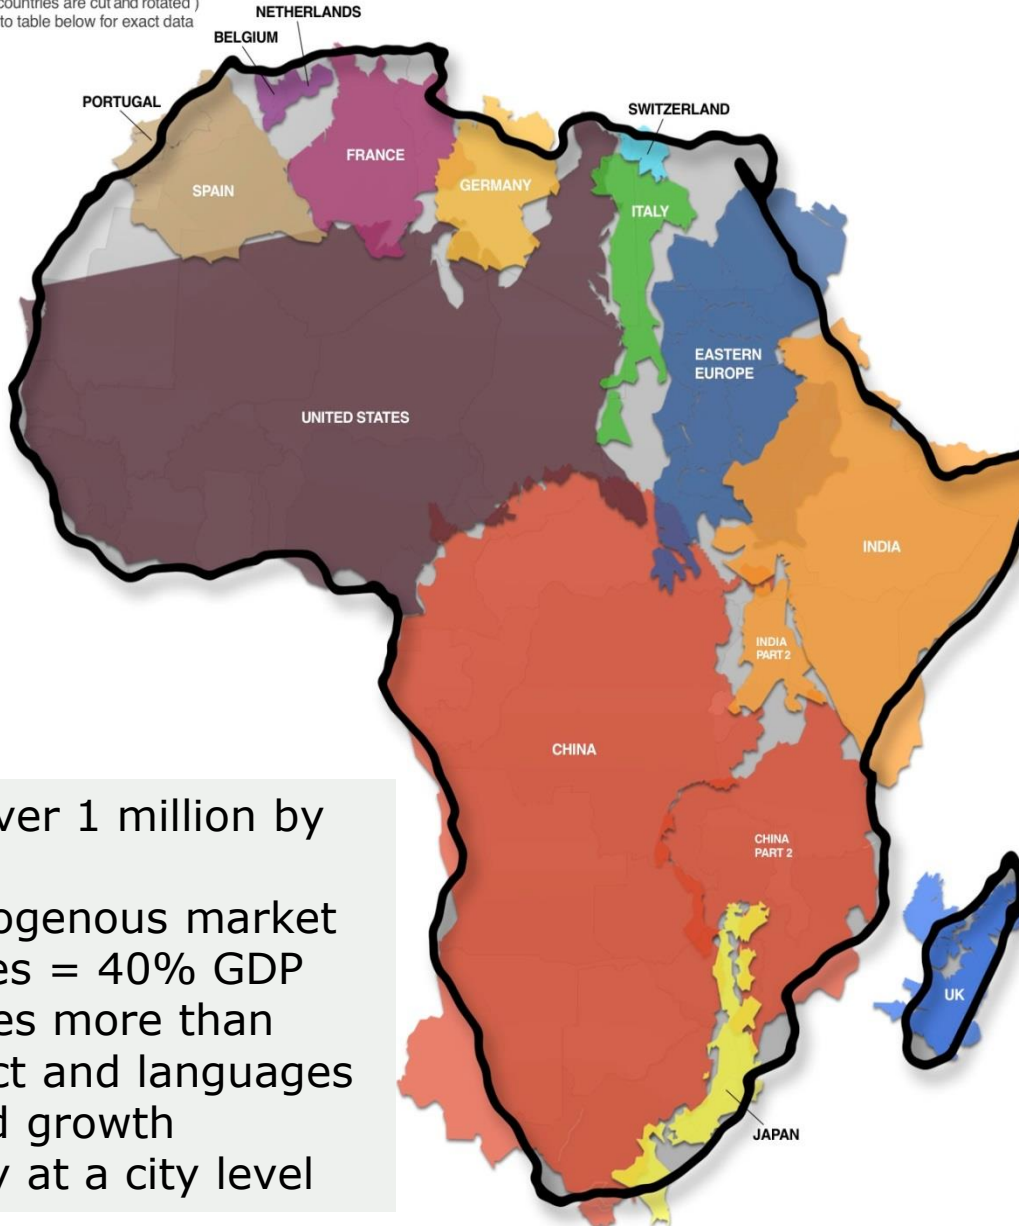 countries are cut and rotated )
to table below for exact data
NETHERLANDS
BELGIUM
PORTUGAL
SWITZERLAND
FRANCE
SPAIN
GERMANY
ITALY
EASTERN
EUROPE
UNITED STATES
INDIA
INDIA
PART 2
CHINA
CHINA
PART 2
UK
JAPAN
ver 1 million by
ogenous market
es = 40% GDP
es more than
ct and languages
d growth
y at a city level